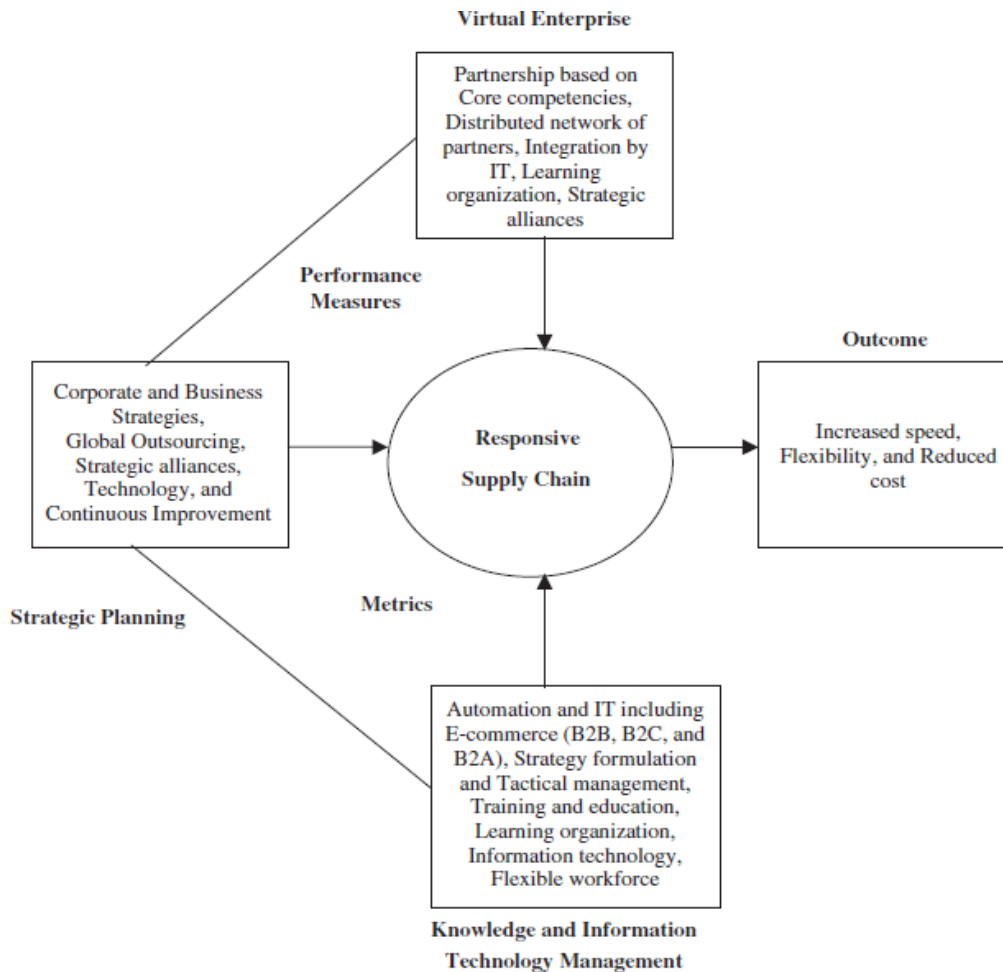 Virtual Enterprise
Partnership based on
Core competencies,
Distributed network of
partners, Integration by
IT, Learning
organization, Strategic
alliances
Performance
Measures
Outcome
Corporate and Business
Strategies,
Global Outsourcing,
Strategic alliances,
Technology, and
Continuous Improvement
Responsive
Supply Chain
Increased speed,
Flexibility, and Reduced
cost
Strategic Planning
Metrics
Automation and IT including
E-commerce (B2B, B2C, and
B2A), Strategy formulation
and Tactical management,
Training and education,
Learning organization,
Information technology,
Flexible workforce
Knowledge and Information
Technology Management